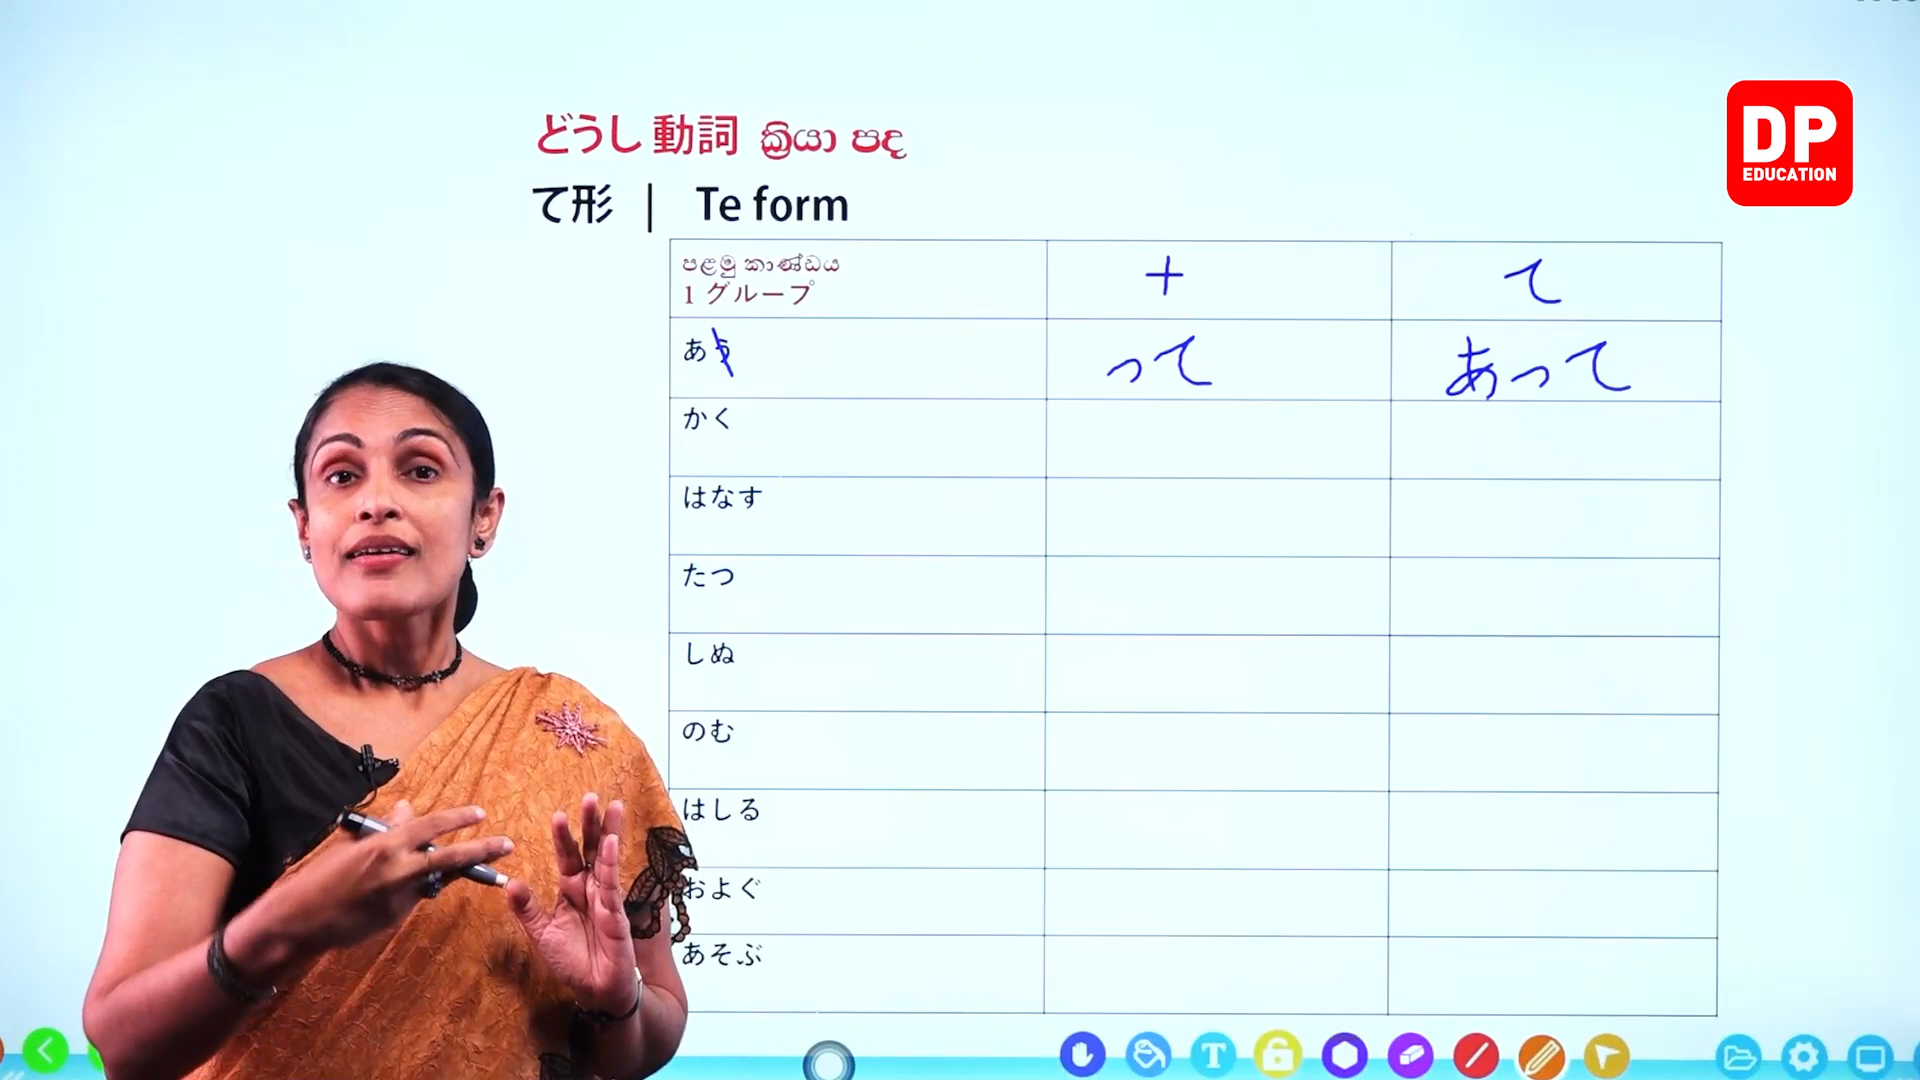 DP
EDUCATION
どうし 動詞 ක්‍රියා පද
て形 | Te form
පළමු කාණ්ඩය
1 グループ
+
て
あう
って
あって
かく
はなす
たつ
しぬ
のむ
はしる
およぐ
あそぶ
T